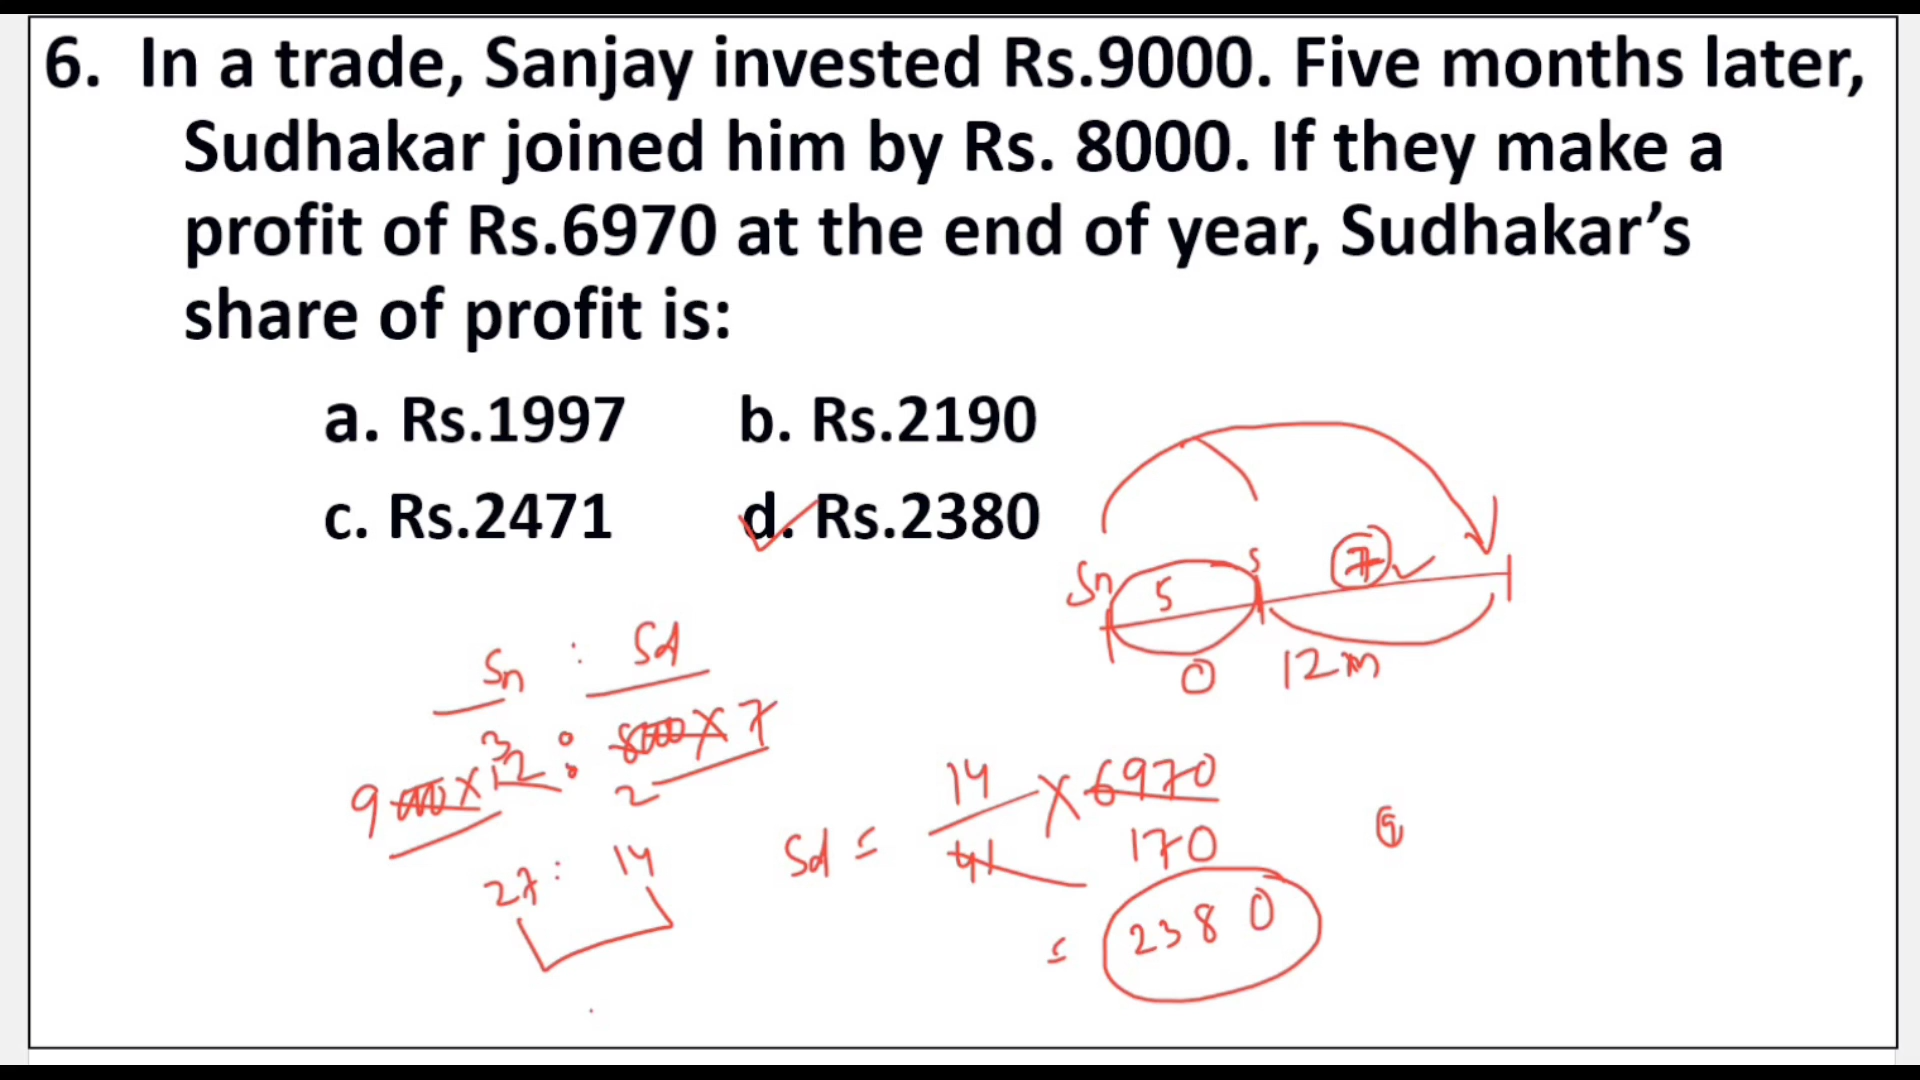 6. In a trade, Sanjay invested Rs.9000. Five months later,
Sudhakar joined him by Rs. 8000. If they make a
profit of Rs.6970 at the end of year, Sudhakar’s
share of profit is:
a. Rs.1997 b. Rs.2190
c. Rs.2471 d. Rs.2380
Sn 5 S 7
0 12m
Sn : Sd
3
9000×12 : 8000×7
2
27 : 14
Sd = 14/41 × 6970
170
= 2380